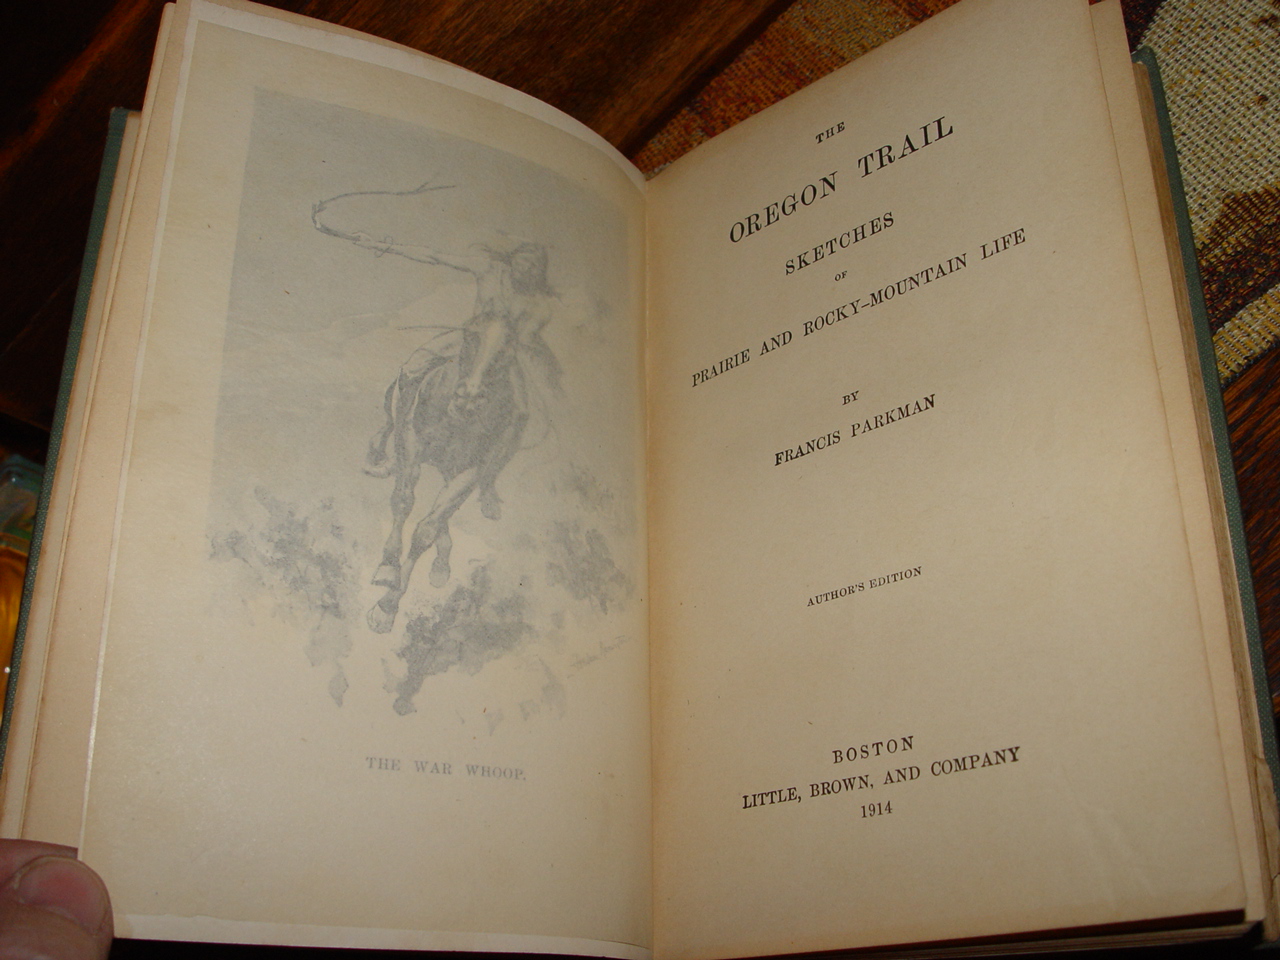 THE WAR WHOOP.
THE
OREGON TRAIL
SKETCHES
OF
PRAIRIE AND ROCKY-MOUNTAIN LIFE
BY
FRANCIS PARKMAN
AUTHOR'S EDITION
BOSTON
LITTLE, BROWN, AND COMPANY
1914